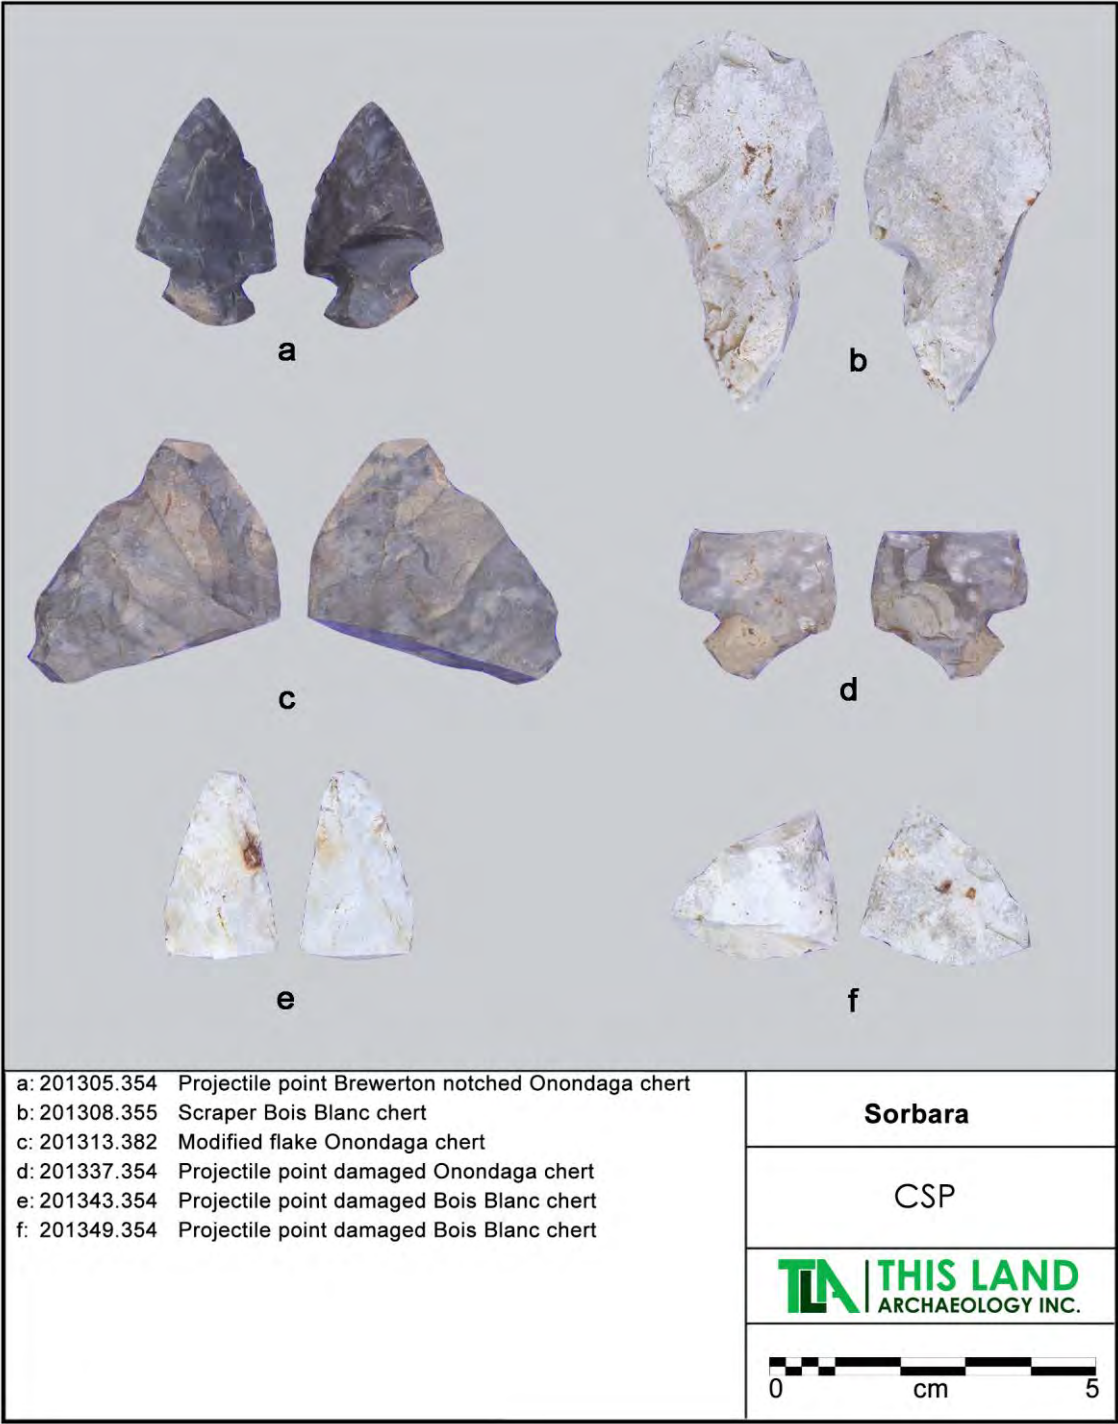 a
b
c
d
e
f
a: 201305.354 Projectile point Brewerton notched Onondaga chert
b: 201308.355 Scraper Bois Blanc chert
c: 201313.382 Modified flake Onondaga chert
d: 201337.354 Projectile point damaged Onondaga chert
e: 201343.354 Projectile point damaged Bois Blanc chert
f: 201349.354 Projectile point damaged Bois Blanc chert
Sorbara
CSP
TLA THIS LAND
ARCHAEOLOGY INC.
0 cm 5